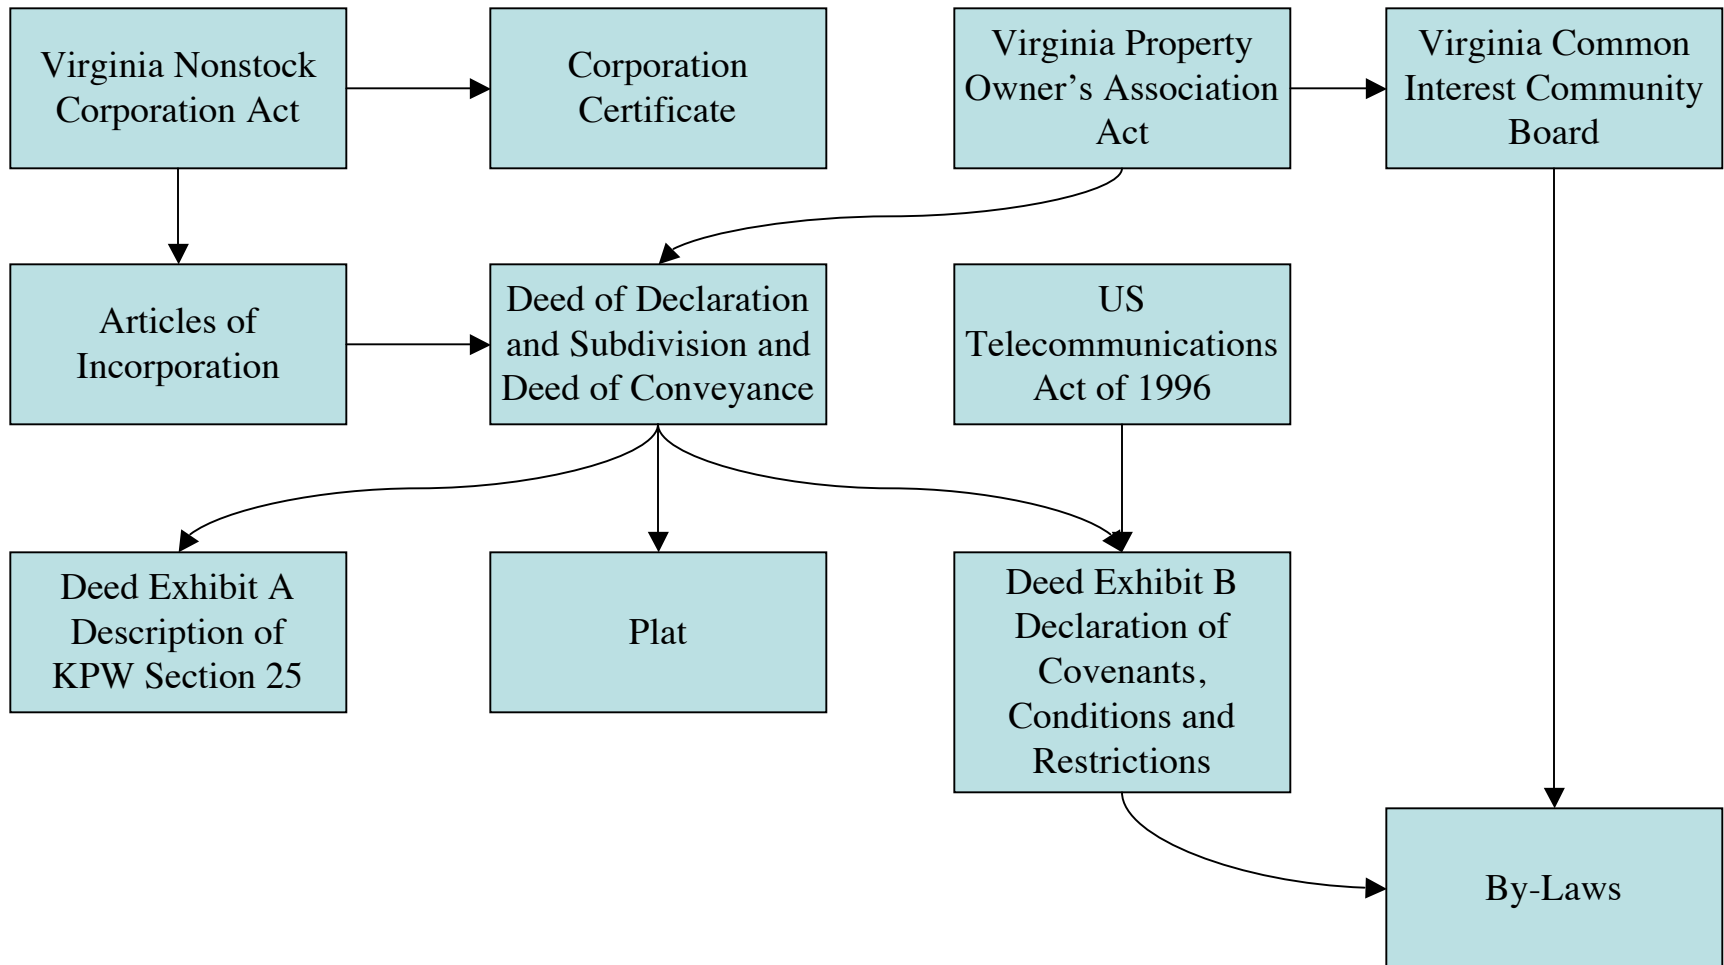 Virginia Nonstock
Corporation Act
Corporation
Certificate
Virginia Property
Owner’s Association
Act
Virginia Common
Interest Community
Board
Articles of
Incorporation
Deed of Declaration
and Subdivision and
Deed of Conveyance
US
Telecommunications
Act of 1996
Deed Exhibit A
Description of
KPW Section 25
Plat
Deed Exhibit B
Declaration of
Covenants,
Conditions and
Restrictions
By-Laws